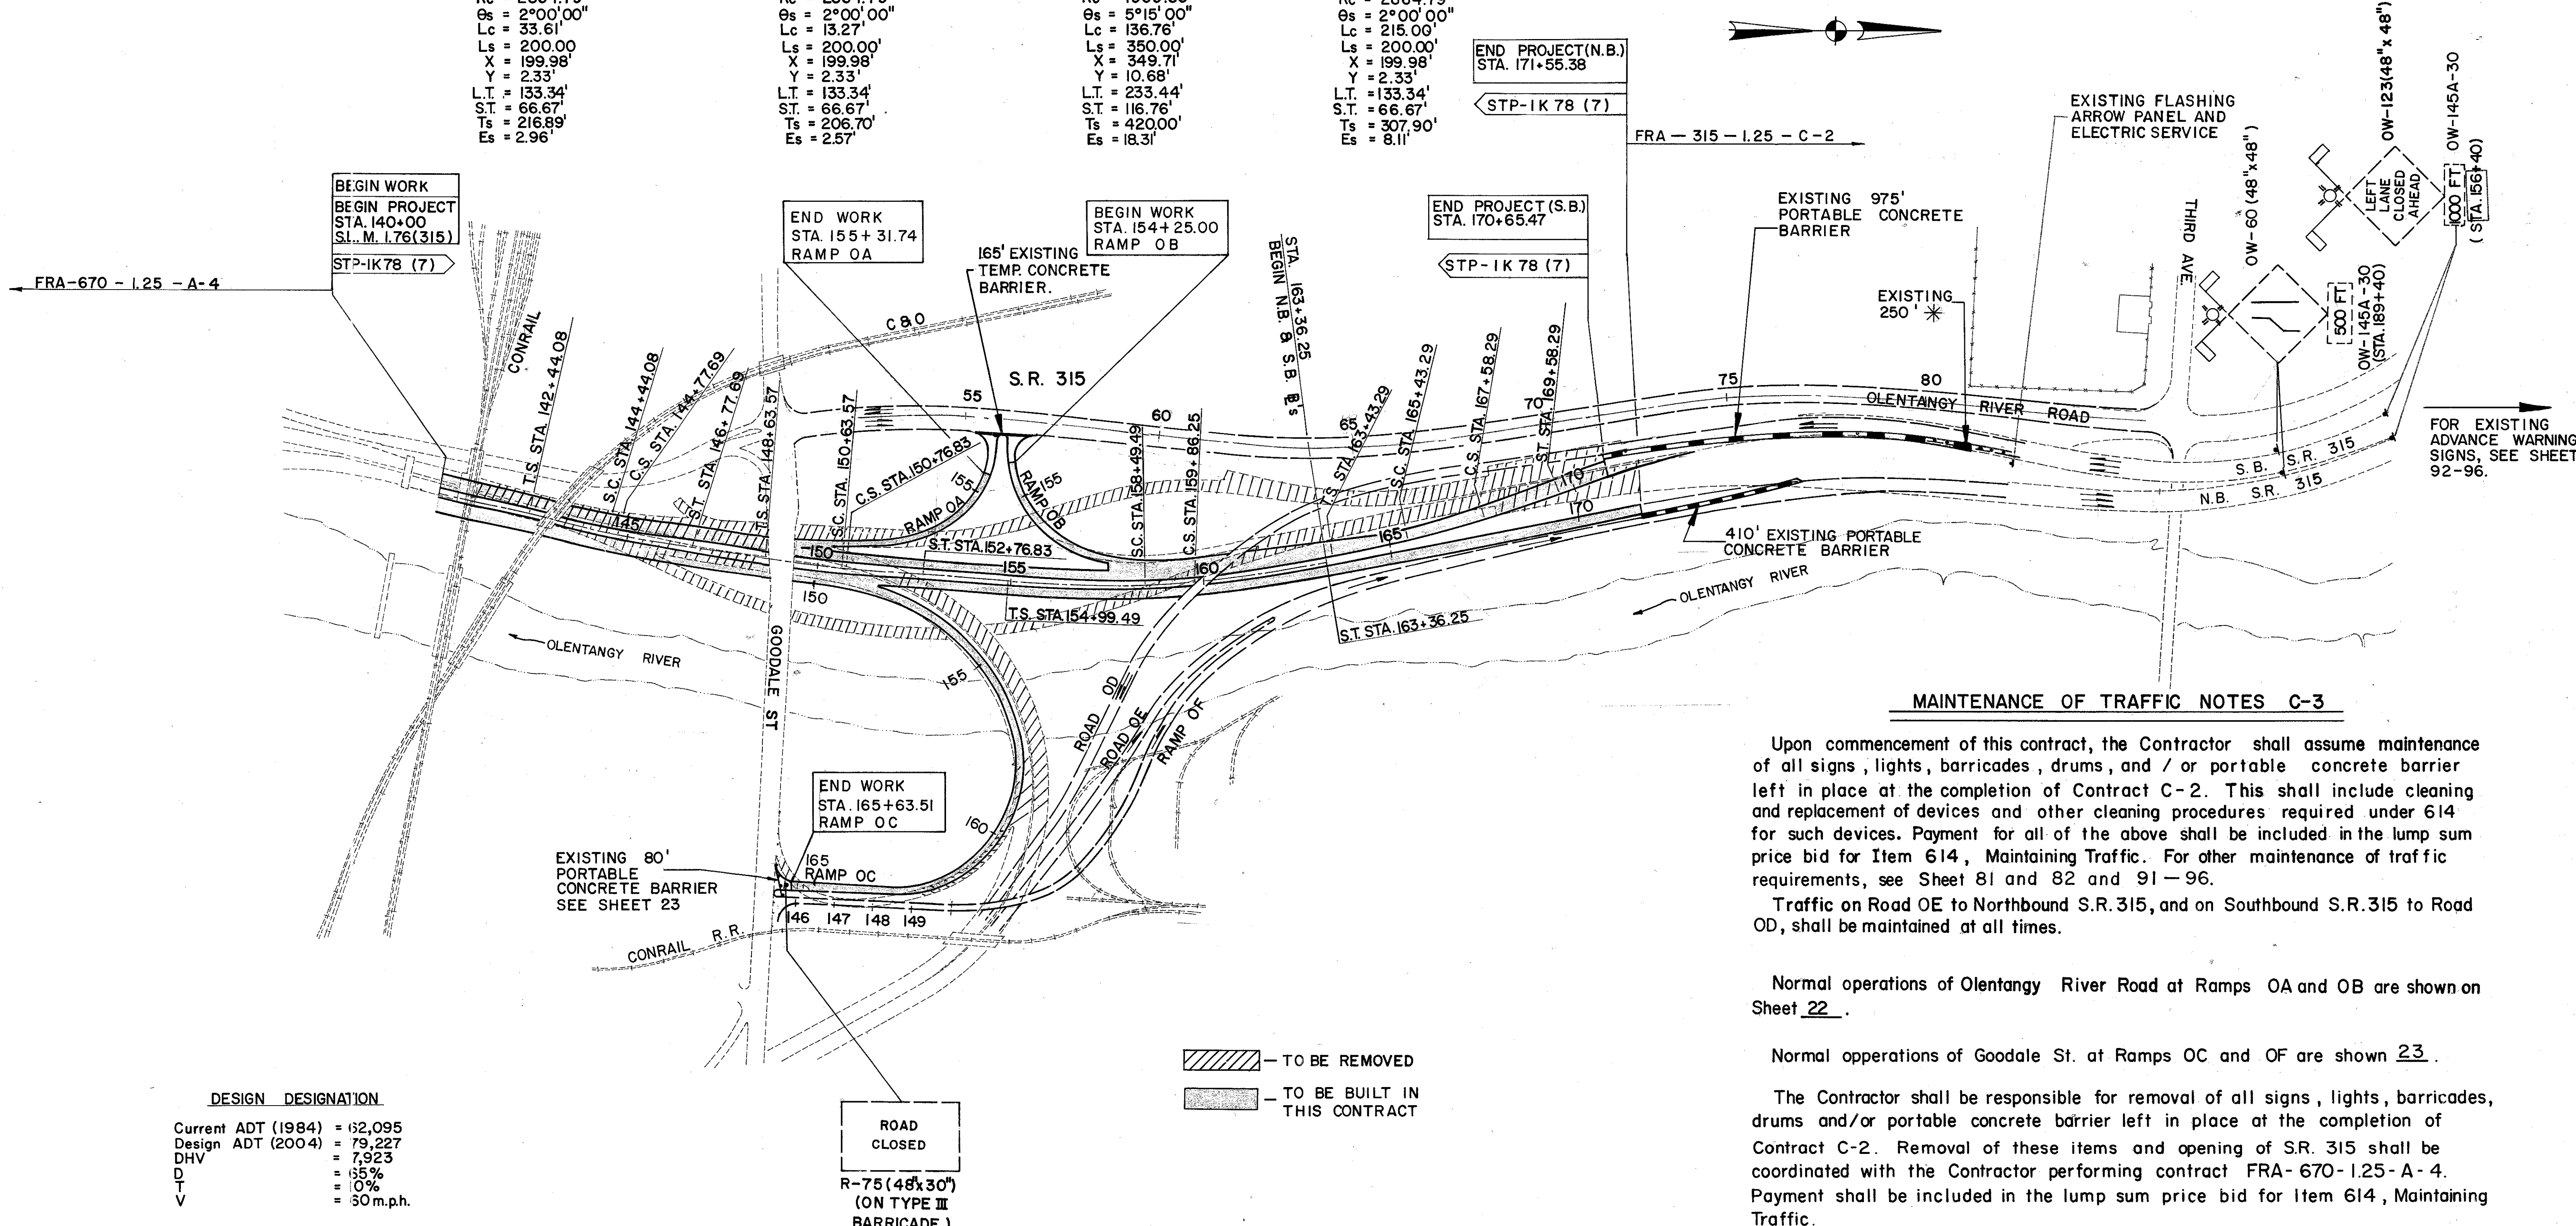 θs = 2°00'00"
Lc = 33.61'
Ls = 200.00
X = 199.98'
Y = 2.33'
L.T. = 133.34'
S.T. = 66.67'
Ts = 216.89'
Es = 2.96'
θs = 2°00'00"
Lc = 13.27'
Ls = 200.00'
X = 199.98'
Y = 2.33'
L.T. = 133.34'
S.T. = 66.67'
Ts = 206.70'
Es = 2.57'
θs = 5°15'00"
Lc = 136.76'
Ls = 350.00'
X = 349.71'
Y = 10.68'
L.T. = 233.44'
S.T. = 116.76'
Ts = 420.00'
Es = 18.31'
θs = 2°00'00"
Lc = 215.00'
Ls = 200.00'
X = 199.98'
Y = 2.33'
L.T. = 133.34'
S.T. = 66.67'
Ts = 307.90'
Es = 8.11'
END PROJECT (N.B.)
STA. 171+55.38
STP-1K 78 (7)
FRA - 315 - 1.25 - C-2
EXISTING FLASHING
ARROW PANEL AND
ELECTRIC SERVICE
OW-123(48"x 48")
LEFT
LANE
CLOSED
AHEAD
1000 FT
OW-145A-30
(STA. 156+40)
OW-60 (48"x48")
500 FT
OW-145A-30
(STA. 189+40)
BEGIN WORK
BEGIN PROJECT
STA. 140+00
S.L. M. 1.76(315)
STP-1K78 (7)
FRA-670 - 1.25 - A-4
END WORK
STA. 155+31.74
RAMP OA
165' EXISTING
TEMP. CONCRETE
BARRIER.
BEGIN WORK
STA. 154+25.00
RAMP OB
STA. 163+36.25
BEGIN N.B. & S.B. B's
END PROJECT (S.B.)
STA. 170+65.47
STP-1K 78 (7)
EXISTING 975'
PORTABLE CONCRETE
BARRIER
EXISTING
250' ✳
THIRD AVE.
FOR EXISTING
ADVANCE WARNING
SIGNS, SEE SHEET
92-96.
CONRAIL
C & O
S.R. 315
T.S. STA. 142+44.08
S.C. STA. 144+44.08
C.S. STA. 144+77.69
S.T. STA. 146+77.69
T.S. STA. 148+63.57
S.C. STA. 150+63.57
C.S. STA. 150+76.83
S.T. STA. 152+76.83
T.S. STA. 154+99.49
S.C. STA. 158+49.49
C.S. STA. 159+86.25
S.T. STA. 163+36.25
T.S. STA. 163+43.29
S.C. STA. 165+43.29
C.S. STA. 167+58.29
S.T. STA. 169+58.29
55
60
65
70
75
80
OLENTANGY RIVER ROAD
S. B. S. R. 315
N.B. S.R. 315
145
150
155
160
165
170
170
150
155
160
165
155
155
RAMP OA
RAMP OB
410' EXISTING PORTABLE
CONCRETE BARRIER
OLENTANGY RIVER
OLENTANGY RIVER
GOODALE ST
ROAD OD
ROAD OE
RAMP OF
END WORK
STA. 165+63.51
RAMP OC
RAMP OC
EXISTING 80'
PORTABLE
CONCRETE BARRIER
SEE SHEET 23
146 147 148 149
CONRAIL R.R.
ROAD
CLOSED
R-75 (48"x30")
(ON TYPE III
BARRICADE.)
— TO BE REMOVED
— TO BE BUILT IN
THIS CONTRACT
DESIGN DESIGNATION
Current ADT (1984) = 62,095
Design ADT (2004) = 79,227
DHV = 7,923
D = 65%
T = 10%
V = 60 m.p.h.
MAINTENANCE OF TRAFFIC NOTES C-3
Upon commencement of this contract, the Contractor shall assume maintenance
of all signs, lights, barricades, drums, and / or portable concrete barrier
left in place at the completion of Contract C-2. This shall include cleaning
and replacement of devices and other cleaning procedures required under 614
for such devices. Payment for all of the above shall be included in the lump sum
price bid for Item 614, Maintaining Traffic. For other maintenance of traffic
requirements, see Sheet 81 and 82 and 91 — 96.
Traffic on Road OE to Northbound S.R. 315, and on Southbound S.R. 315 to Road
OD, shall be maintained at all times.
Normal operations of Olentangy River Road at Ramps OA and OB are shown on
Sheet 22.
Normal opperations of Goodale St. at Ramps OC and OF are shown 23.
The Contractor shall be responsible for removal of all signs, lights, barricades,
drums and/or portable concrete barrier left in place at the completion of
Contract C-2. Removal of these items and opening of S.R. 315 shall be
coordinated with the Contractor performing contract FRA-670-1.25-A-4.
Payment shall be included in the lump sum price bid for Item 614, Maintaining
Traffic.